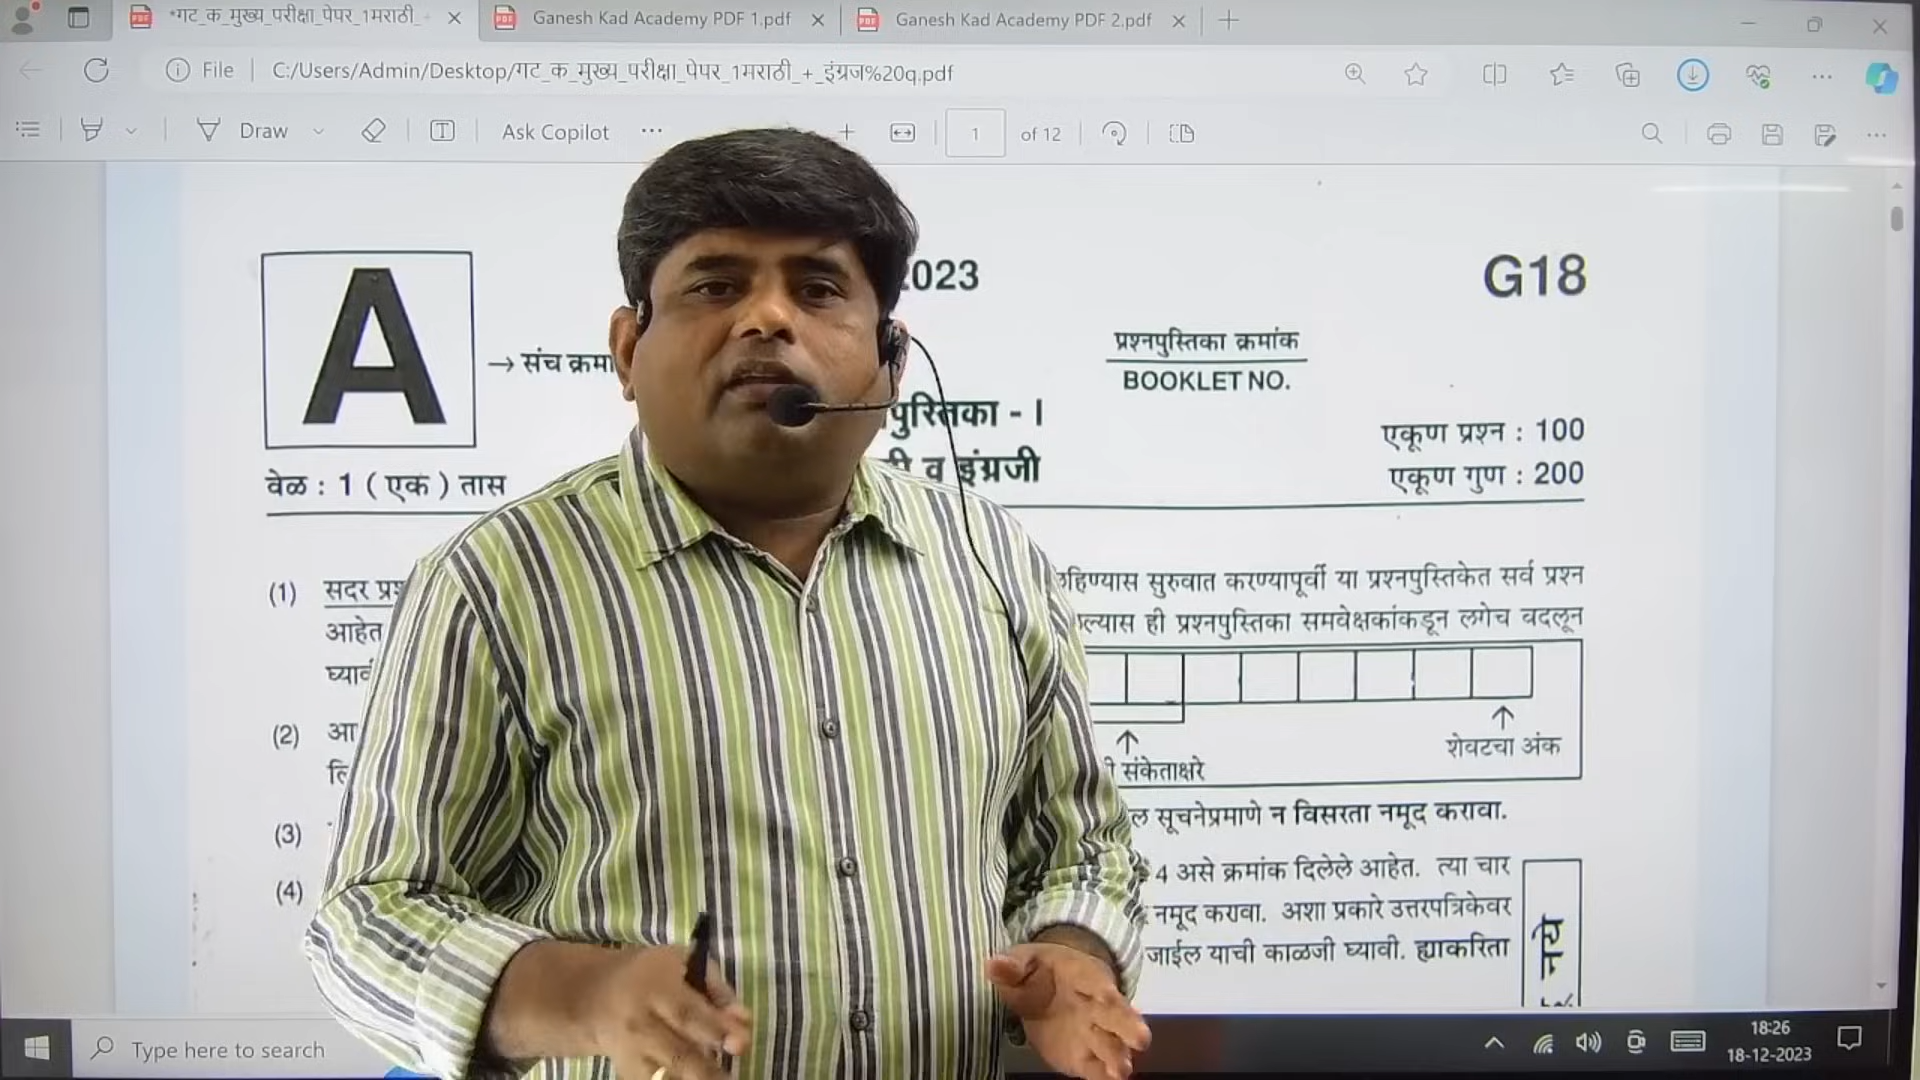 *गट_क_मुख्य_परीक्षा_पेपर_1मराठी_+
Ganesh Kad Academy PDF 1.pdf
Ganesh Kad Academy PDF 2.pdf
File
C:/Users/Admin/Desktop/गट_क_मुख्य_परीक्षा_पेपर_1मराठी_+_इंग्रज%20q.pdf
Draw
Ask Copilot
1 of 12
A
2023
G18
→ संच क्रमा
प्रश्नपुस्तिका क्रमांक
BOOKLET NO.
पुस्तिका - I
एकूण प्रश्न : 100
वेळ : 1 ( एक ) तास
व इंग्रजी
एकूण गुण : 200
(1) सदर
सुरुवात करण्यापूर्वी या प्रश्नपुस्तिकेत सर्व प्रश्न
आहेत
ही प्रश्नपुस्तिका समवेक्षकांकडून लगेच बदलून
शेवटचा अंक
(2) आ
संकेताक्षरे
(3)
सूचनेप्रमाणे न विसरता नमूद करावा.
(4)
4 असे क्रमांक दिलेले आहेत. त्या चार
नमूद करावा. अशा प्रकारे उत्तरपत्रिकेवर
जाईल याची काळजी घ्यावी. ह्याकरिता
Type here to search
18:26
18-12-2023